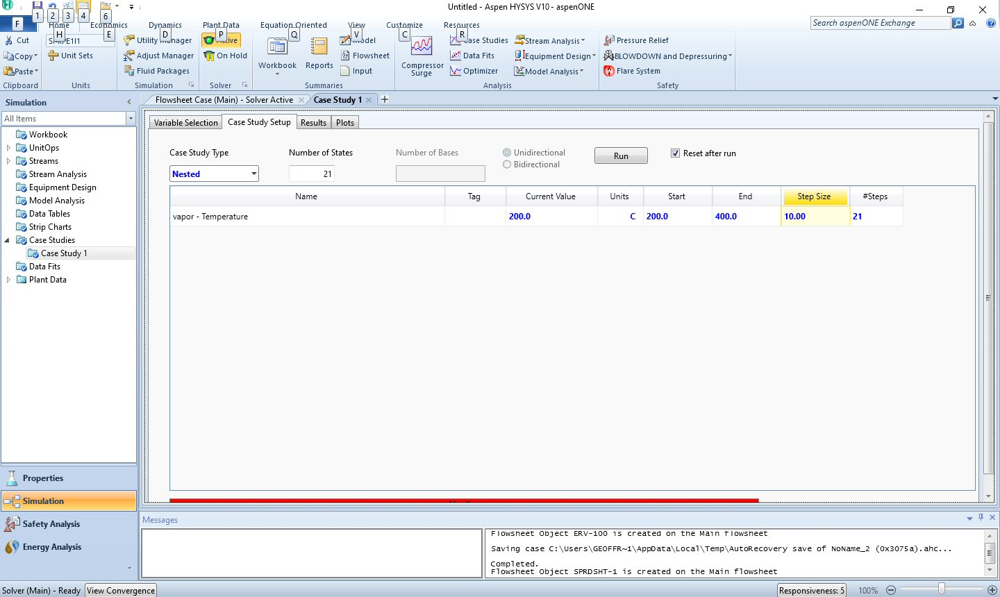 Untitled - Aspen HYSYS V10 - aspenONE
1 2 3 4 6
F Home Economics Dynamics Plant Data Equation Oriented View Customize Resources
H E D P Q V C R
Search aspenONE Exchange
Cut
Copy
Paste
Clipboard
Unit Sets
Units
Utility Manager
Adjust Manager
Fluid Packages
Simulation
Active
On Hold
Solver
Workbook
Reports
Model
Flowsheet
Input
Summaries
Compressor
Surge
Case Studies
Data Fits
Optimizer
Stream Analysis
Equipment Design
Model Analysis
Analysis
Pressure Relief
BLOWDOWN and Depressuring
Flare System
Safety
Simulation
All Items
Workbook
UnitOps
Streams
Stream Analysis
Equipment Design
Model Analysis
Data Tables
Strip Charts
Case Studies
Case Study 1
Data Fits
Plant Data
Properties
Simulation
Safety Analysis
Energy Analysis
Flowsheet Case (Main) - Solver Active
Case Study 1
Variable Selection Case Study Setup Results Plots
Case Study Type Number of States Number of Bases
Unidirectional
Bidirectional
Run
Reset after run
Nested 21
Name Tag Current Value Units Start End Step Size #Steps
vapor - Temperature 200.0 C 200.0 400.0 10.00 21
Messages
Flowsheet Object ERV-100 is created on the Main flowsheet
Saving case C:\Users\GEOFFR~1\AppData\Local\Temp\AutoRecovery save of NoName_2 (0x3075a).ahc...
Completed.
Flowsheet Object SPRDSHT-1 is created on the Main flowsheet
Solver (Main) - Ready View Convergence
Responsiveness: 5 100%